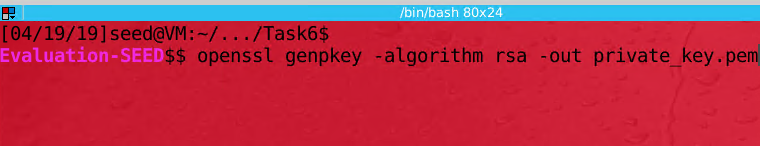 /bin/bash 80x24
[04/19/19]seed@VM:~/.../Task6$
Evaluation-SEED$$ openssl genpkey -algorithm rsa -out private_key.pem